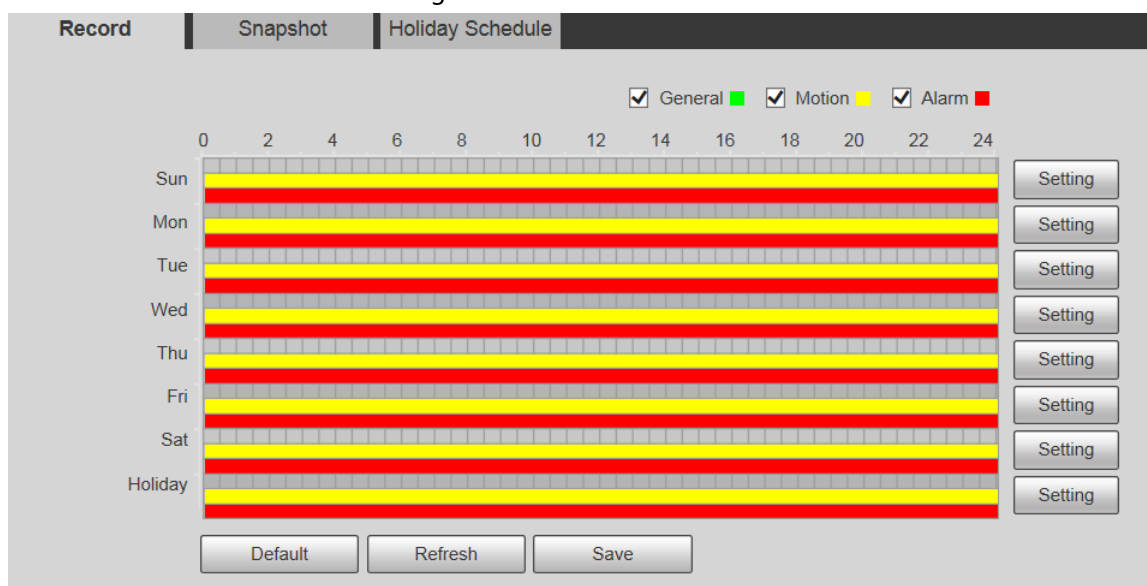 Record Snapshot Holiday Schedule
General Motion Alarm
0 2 4 6 8 10 12 14 16 18 20 22 24
Sun Setting
Mon Setting
Tue Setting
Wed Setting
Thu Setting
Fri Setting
Sat Setting
Holiday Setting
Default Refresh Save